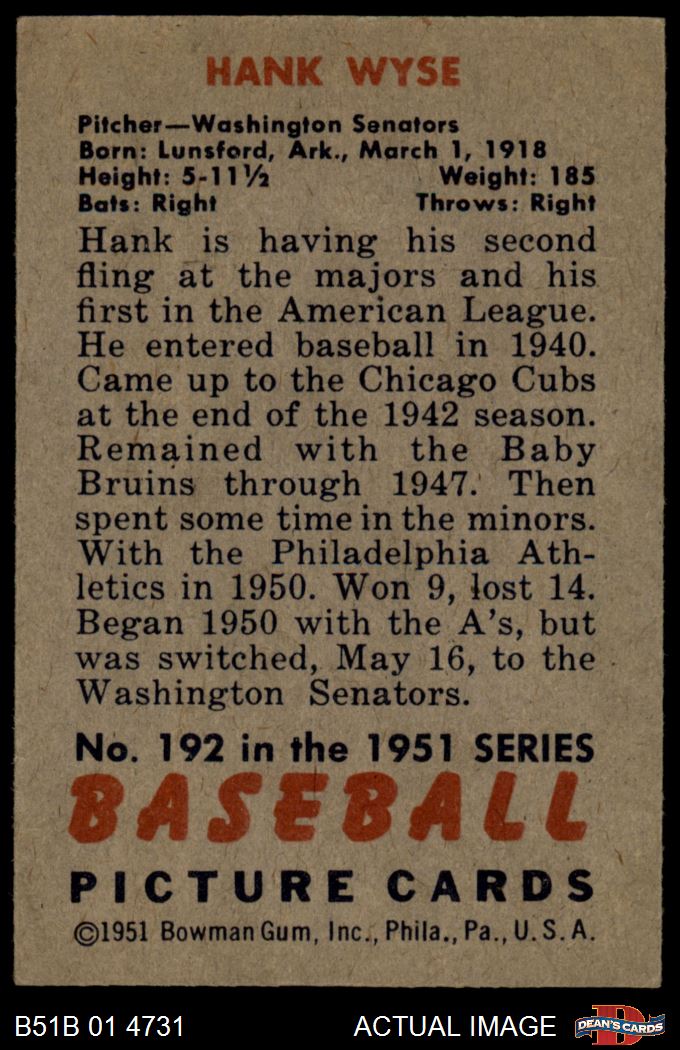 HANK WYSE
Pitcher—Washington Senators
Born: Lunsford, Ark., March 1, 1918
Height: 5-11½ Weight: 185
Bats: Right Throws: Right
Hank is having his second
fling at the majors and his
first in the American League.
He entered baseball in 1940.
Came up to the Chicago Cubs
at the end of the 1942 season.
Remained with the Baby
Bruins through 1947. Then
spent some time in the minors.
With the Philadelphia Ath-
letics in 1950. Won 9, lost 14.
Began 1950 with the A's, but
was switched, May 16, to the
Washington Senators.
No. 192 in the 1951 SERIES
BASEBALL
PICTURE CARDS
©1951 Bowman Gum, Inc., Phila., Pa., U.S.A.
B51B 01 4731 ACTUAL IMAGE D DEAN'S CARDS